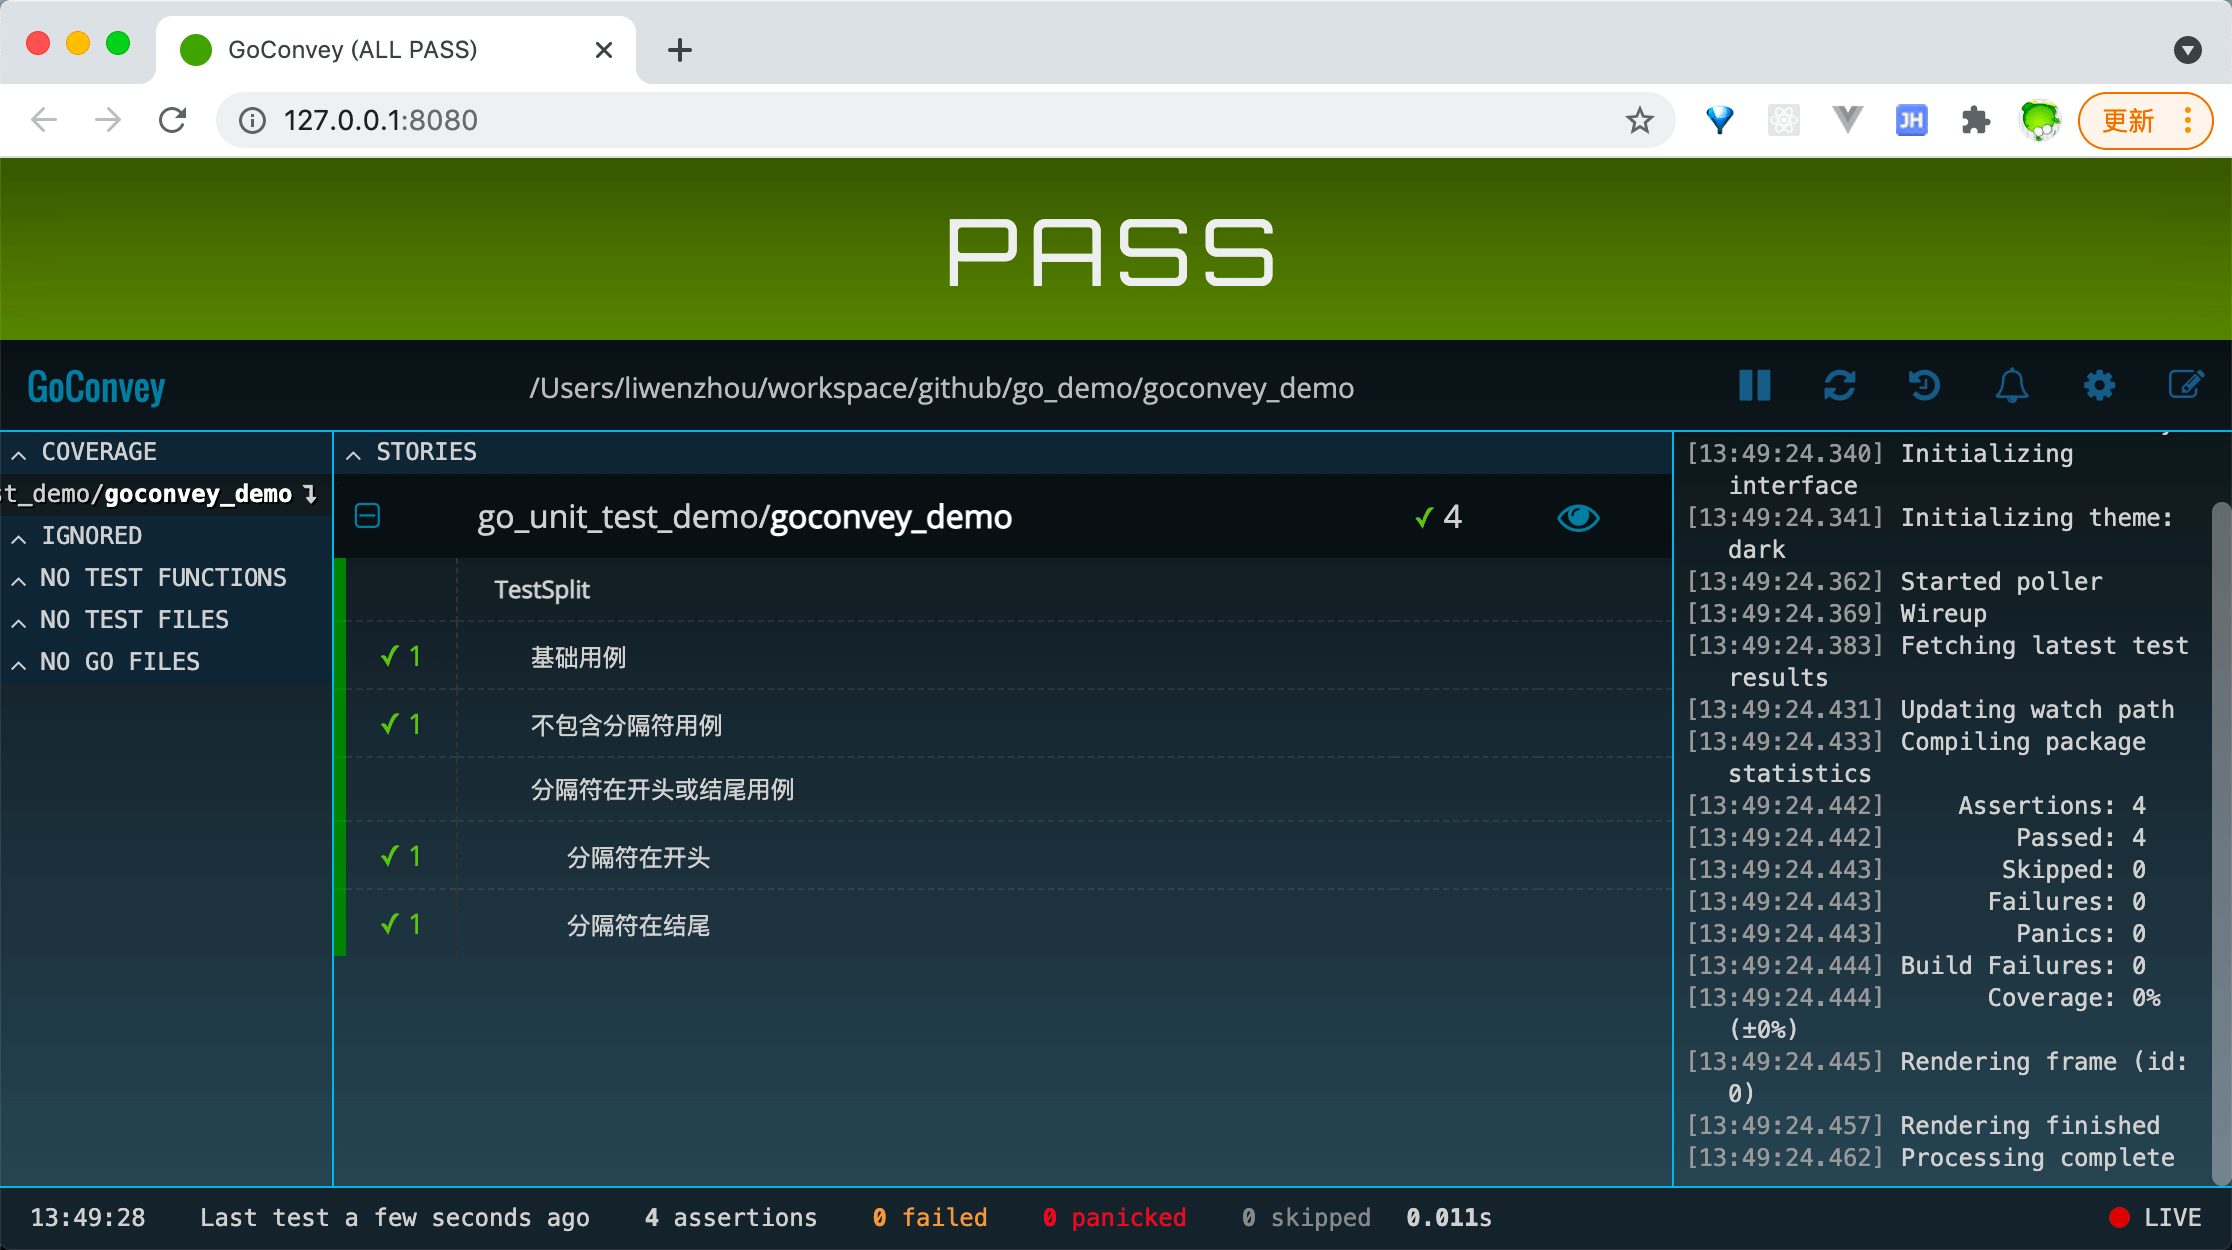 GoConvey (ALL PASS)
127.0.0.1:8080
JH
更新
PASS
GoConvey
/Users/liwenzhou/workspace/github/go_demo/goconvey_demo
COVERAGE
st_demo/goconvey_demo
IGNORED
NO TEST FUNCTIONS
NO TEST FILES
NO GO FILES
STORIES
go_unit_test_demo/goconvey_demo
✓ 4
TestSplit
✓ 1 基础用例
✓ 1 不包含分隔符用例
分隔符在开头或结尾用例
✓ 1 分隔符在开头
✓ 1 分隔符在结尾
[13:49:24.340] Initializing
interface
[13:49:24.341] Initializing theme:
dark
[13:49:24.362] Started poller
[13:49:24.369] Wireup
[13:49:24.383] Fetching latest test
results
[13:49:24.431] Updating watch path
[13:49:24.433] Compiling package
statistics
[13:49:24.442] Assertions: 4
[13:49:24.442] Passed: 4
[13:49:24.443] Skipped: 0
[13:49:24.443] Failures: 0
[13:49:24.443] Panics: 0
[13:49:24.444] Build Failures: 0
[13:49:24.444] Coverage: 0%
(±0%)
[13:49:24.445] Rendering frame (id:
0)
[13:49:24.457] Rendering finished
[13:49:24.462] Processing complete
13:49:28 Last test a few seconds ago 4 assertions 0 failed 0 panicked 0 skipped 0.011s LIVE